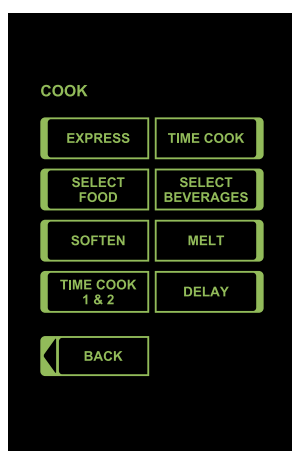 COOK
EXPRESS
TIME COOK
SELECT
FOOD
SELECT
BEVERAGES
SOFTEN
MELT
TIME COOK
1 & 2
DELAY
BACK